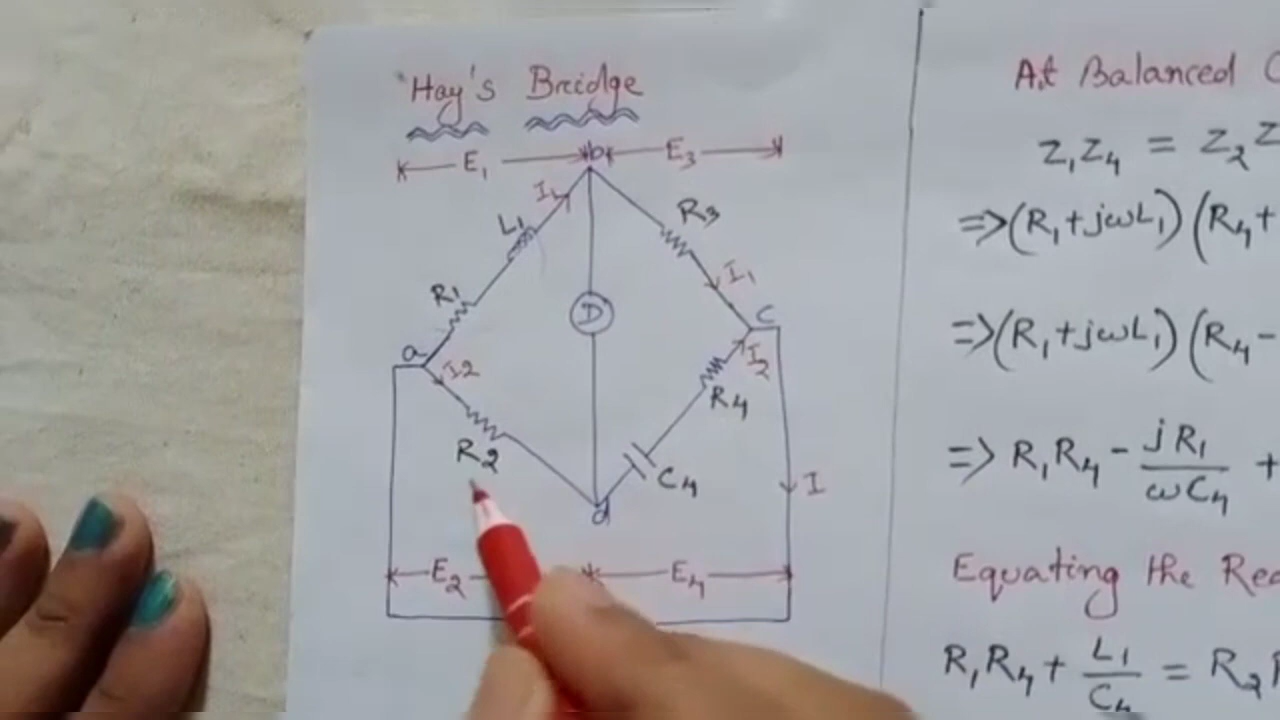 Hay's Bridge
E₁ b E₃
I₁
L₁ R₃
R₁ D I₁
a I2 C
I₂
R₂ R₄
C₄
d I
E₂ E₄
At Balanced C
Z₁Z₄ = Z₂Z
=> (R₁+jωL₁) (R₄+
=> (R₁+jωL₁) (R₄-
=> R₁R₄ - jR₁/ωC₄ +
Equating the Rea
R₁R₄ + L₁/C₄ = R₂R